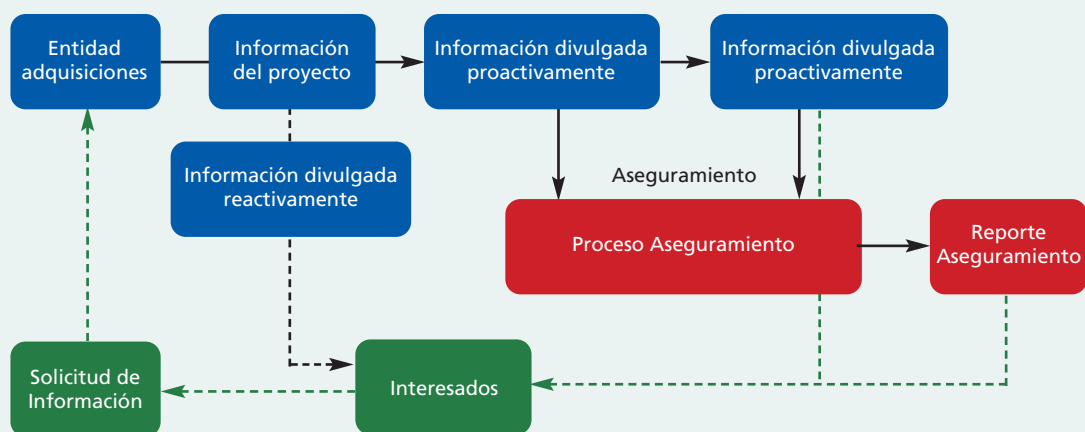 Entidad
adquisiciones
Información
del proyecto
Información divulgada
proactivamente
Información divulgada
proactivamente
Información divulgada
reactivamente
Aseguramiento
Proceso Aseguramiento
Reporte
Aseguramiento
Solicitud de
Información
Interesados